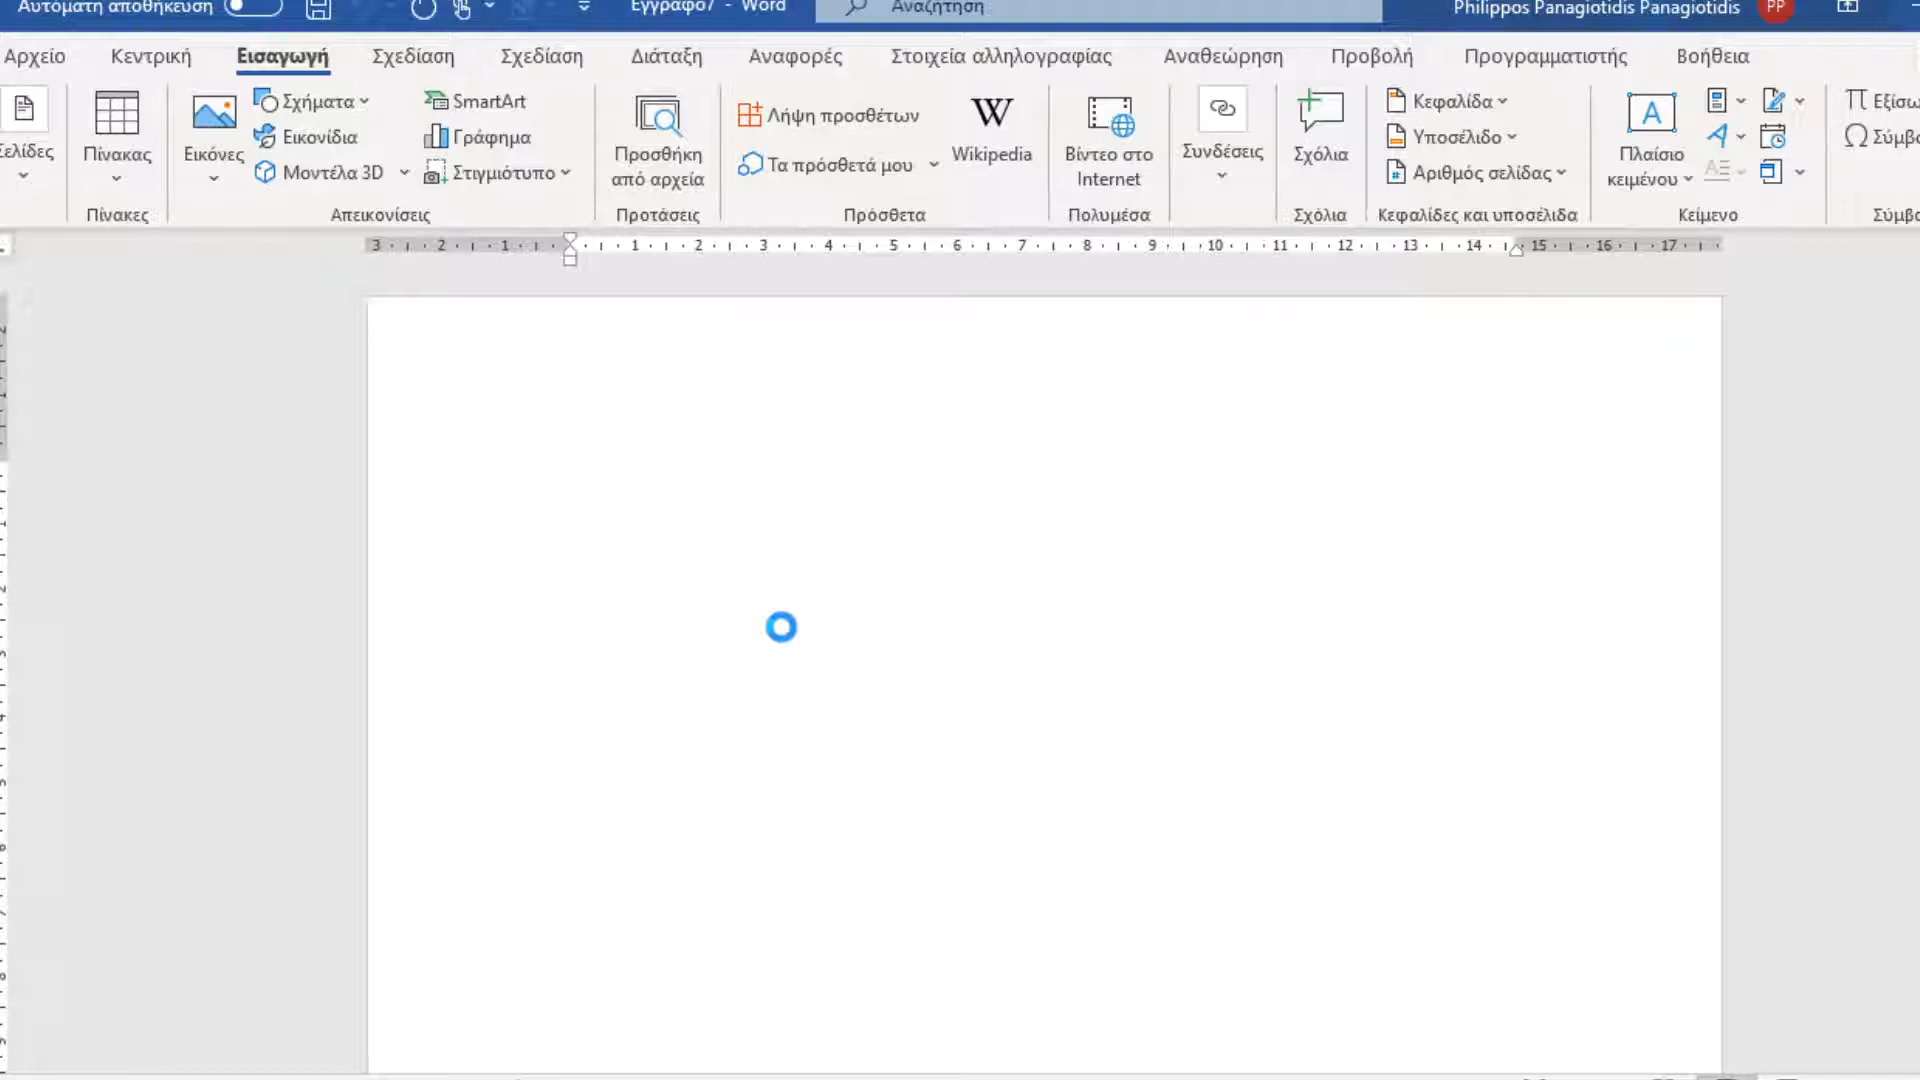 Αυτόματη αποθήκευση Έγγραφο7 - Word Αναζήτηση Philippos Panagiotidis Panagiotidis PP
Αρχείο Κεντρική Εισαγωγή Σχεδίαση Σχεδίαση Διάταξη Αναφορές Στοιχεία αλληλογραφίας Αναθεώρηση Προβολή Προγραμματιστής Βοήθεια
Σχήματα SmartArt Κεφαλίδα
Λήψη προσθέτων
Εικονίδια Γράφημα Υποσέλιδο
Πίνακας Εικόνες Προσθήκη από αρχεία Wikipedia Βίντεο στο Internet Συνδέσεις Σχόλια Πλαίσιο κειμένου
Μοντέλα 3D Στιγμιότυπο Τα πρόσθετά μου Αριθμός σελίδας
Πίνακες Απεικονίσεις Προτάσεις Πρόσθετα Πολυμέσα Σχόλια Κεφαλίδες και υποσέλιδα Κείμενο
3 2 1 1 2 3 4 5 6 7 8 9 10 11 12 13 14 15 16 17